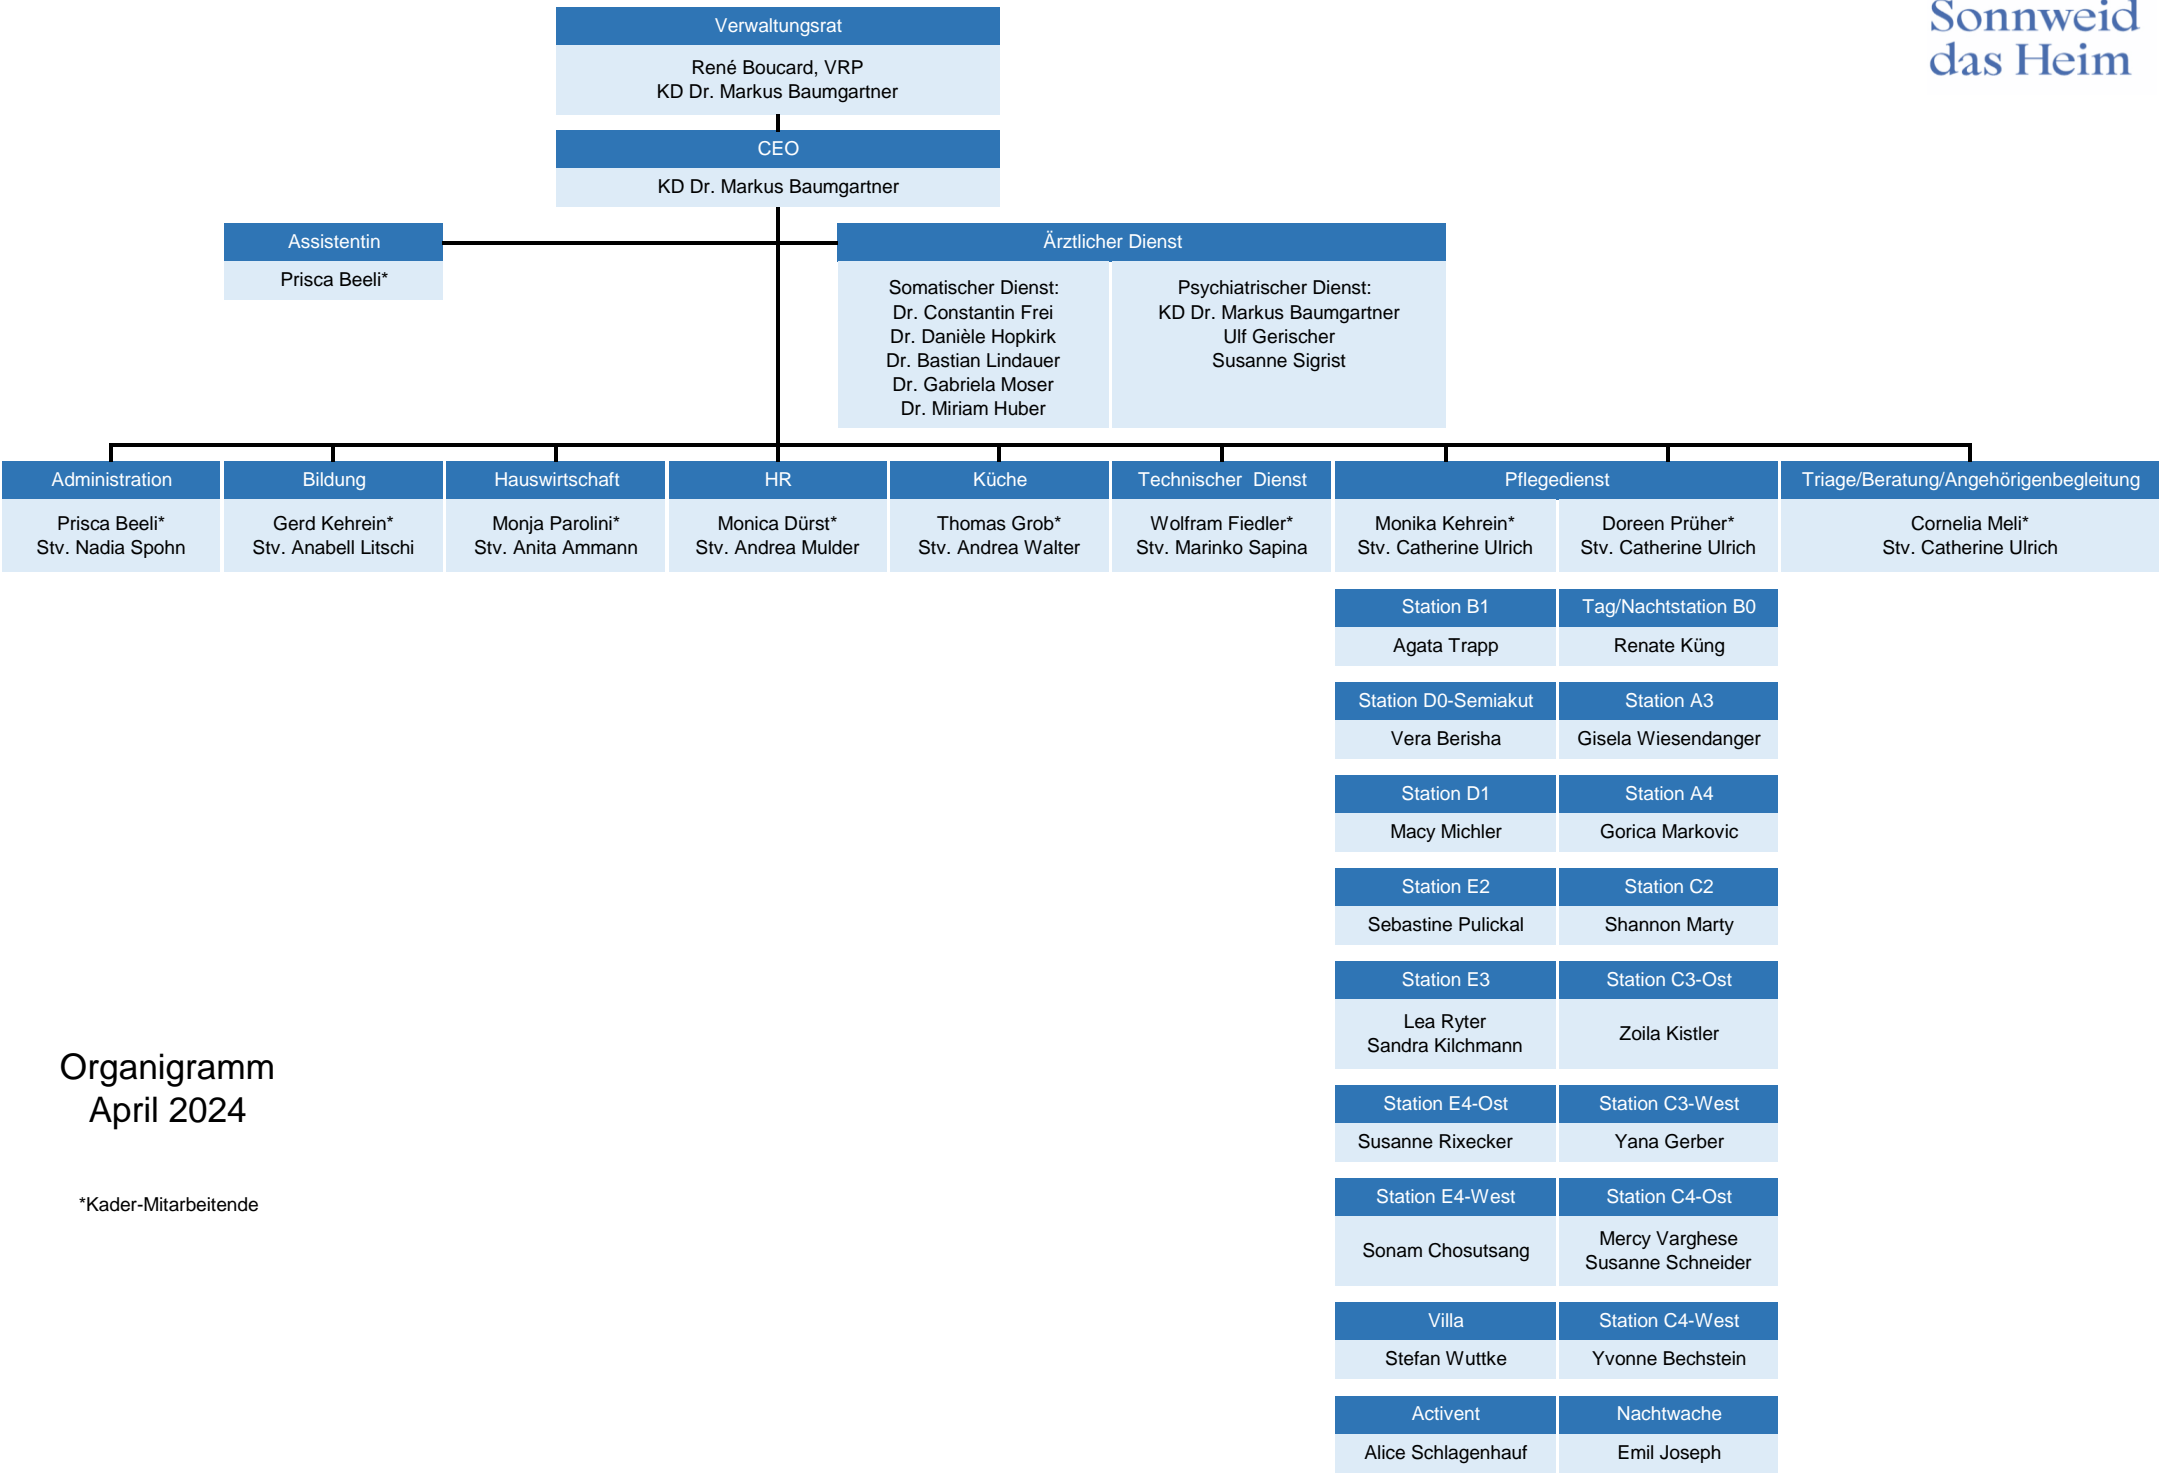 Sonnweid
das Heim
Verwaltungsrat
René Boucard, VRP
KD Dr. Markus Baumgartner
CEO
KD Dr. Markus Baumgartner
Assistentin
Prisca Beeli*
Ärztlicher Dienst
Somatischer Dienst:
Dr. Constantin Frei
Dr. Danièle Hopkirk
Dr. Bastian Lindauer
Dr. Gabriela Moser
Dr. Miriam Huber
Psychiatrischer Dienst:
KD Dr. Markus Baumgartner
Ulf Gerischer
Susanne Sigrist
Administration
Prisca Beeli*
Stv. Nadia Spohn
Bildung
Gerd Kehrein*
Stv. Anabell Litschi
Hauswirtschaft
Monja Parolini*
Stv. Anita Ammann
HR
Monica Dürst*
Stv. Andrea Mulder
Küche
Thomas Grob*
Stv. Andrea Walter
Technischer Dienst
Wolfram Fiedler*
Stv. Marinko Sapina
Pflegedienst
Monika Kehrein*
Stv. Catherine Ulrich
Doreen Prüher*
Stv. Catherine Ulrich
Triage/Beratung/Angehörigenbegleitung
Cornelia Meli*
Stv. Catherine Ulrich
Station B1
Agata Trapp
Tag/Nachtstation B0
Renate Küng
Station D0-Semiakut
Vera Berisha
Station A3
Gisela Wiesendanger
Station D1
Macy Michler
Station A4
Gorica Markovic
Station E2
Sebastine Pulickal
Station C2
Shannon Marty
Station E3
Lea Ryter
Sandra Kilchmann
Station C3-Ost
Zoila Kistler
Station E4-Ost
Susanne Rixecker
Station C3-West
Yana Gerber
Station E4-West
Sonam Chosutsang
Station C4-Ost
Mercy Varghese
Susanne Schneider
Villa
Stefan Wuttke
Station C4-West
Yvonne Bechstein
Activent
Alice Schlagenhauf
Nachtwache
Emil Joseph
Organigramm
April 2024
*Kader-Mitarbeitende